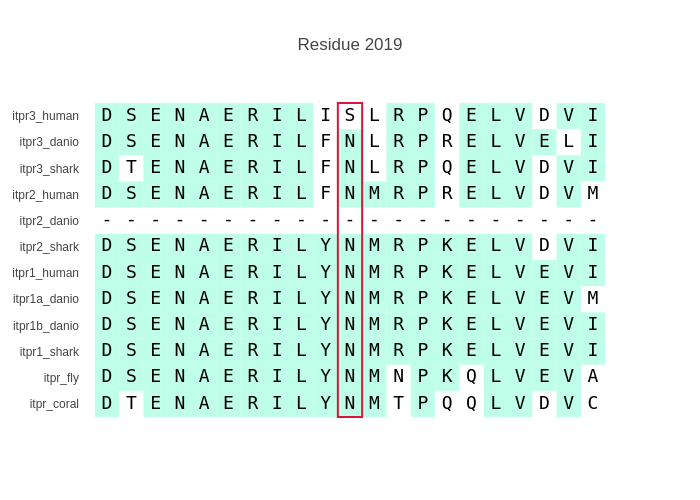 Residue 2019
itpr3_human D S E N A E R I L I S L R P Q E L V D V I
itpr3_danio D S E N A E R I L F N L R P R E L V E L I
itpr3_shark D T E N A E R I L F N L R P Q E L V D V I
itpr2_human D S E N A E R I L F N M R P R E L V D V M
itpr2_danio - - - - - - - - - - - - - - - - - - - - -
itpr2_shark D S E N A E R I L Y N M R P K E L V D V I
itpr1_human D S E N A E R I L Y N M R P K E L V E V I
itpr1a_danio D S E N A E R I L Y N M R P K E L V E V M
itpr1b_danio D S E N A E R I L Y N M R P K E L V E V I
itpr1_shark D S E N A E R I L Y N M R P K E L V E V I
itpr_fly D S E N A E R I L Y N M N P K Q L V E V A
itpr_coral D T E N A E R I L Y N M T P Q Q L V D V C